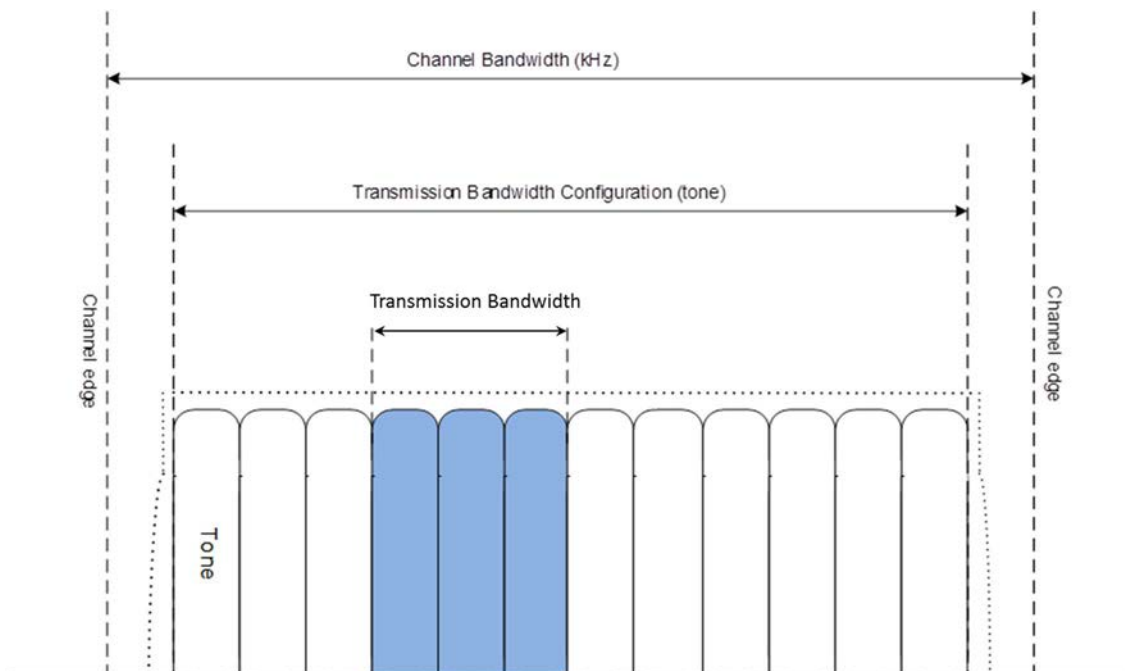 Channel Bandwidth (kHz)
Transmission Bandwidth Configuration (tone)
Transmission Bandwidth
Channel edge
Channel edge
Tone